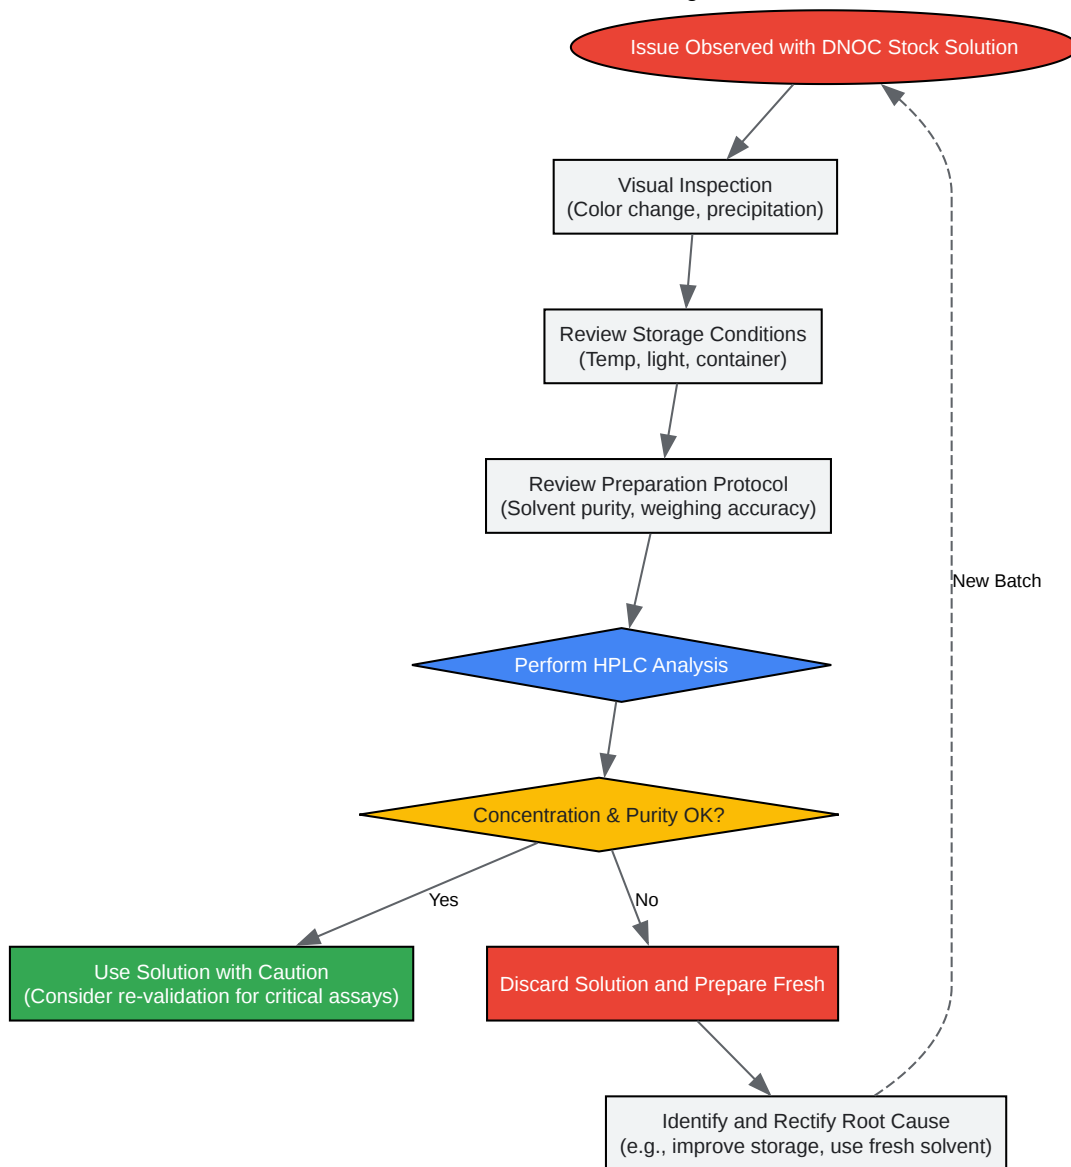 Issue Observed with DNOC Stock Solution
Visual Inspection
(Color change, precipitation)
Review Storage Conditions
(Temp, light, container)
Review Preparation Protocol
(Solvent purity, weighing accuracy)
New Batch
Perform HPLC Analysis
Concentration & Purity OK?
Yes
No
Use Solution with Caution
(Consider re-validation for critical assays)
Discard Solution and Prepare Fresh
Identify and Rectify Root Cause
(e.g., improve storage, use fresh solvent)